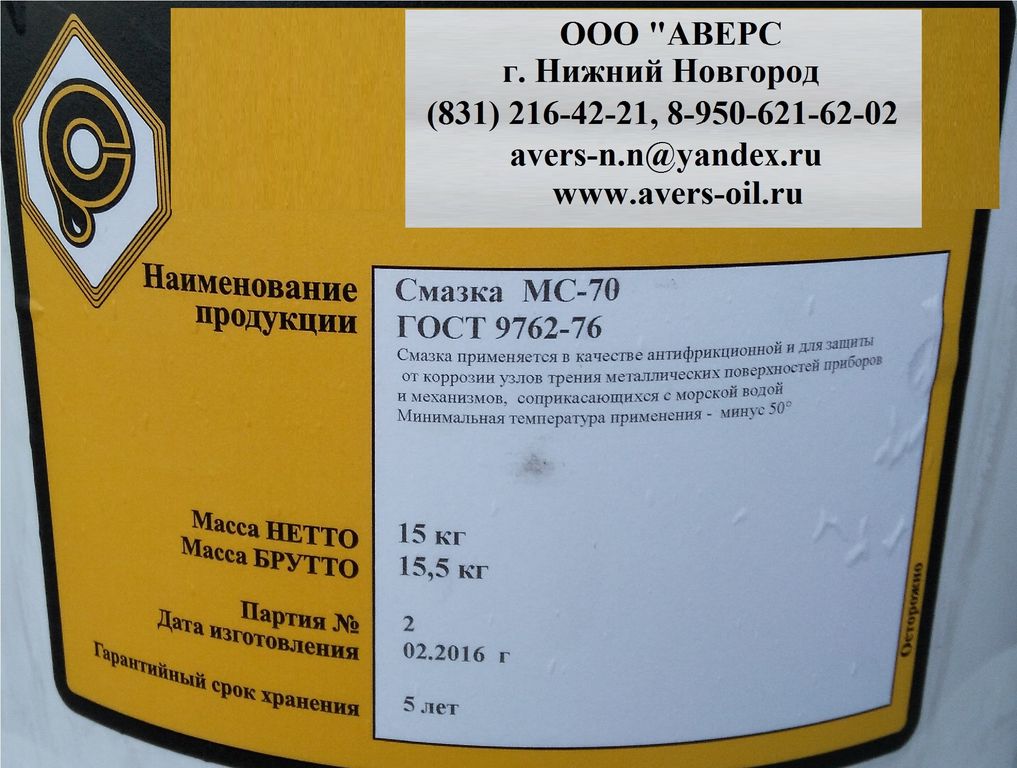 ООО "АВЕРС
г. Нижний Новгород
(831) 216-42-21, 8-950-621-62-02
avers-n.n@yandex.ru
www.avers-oil.ru
Наименование
продукции
Смазка МС-70
ГОСТ 9762-76
Смазка применяется в качестве антифрикционной и для защиты
от коррозии узлов трения металлических поверхностей приборов
и механизмов, соприкасающихся с морской водой
Минимальная температура применения - минус 50°
Масса НЕТТО 15 кг
Масса БРУТТО 15,5 кг
Партия № 2
Дата изготовления 02.2016 г
Гарантийный срок хранения 5 лет
Осторожно